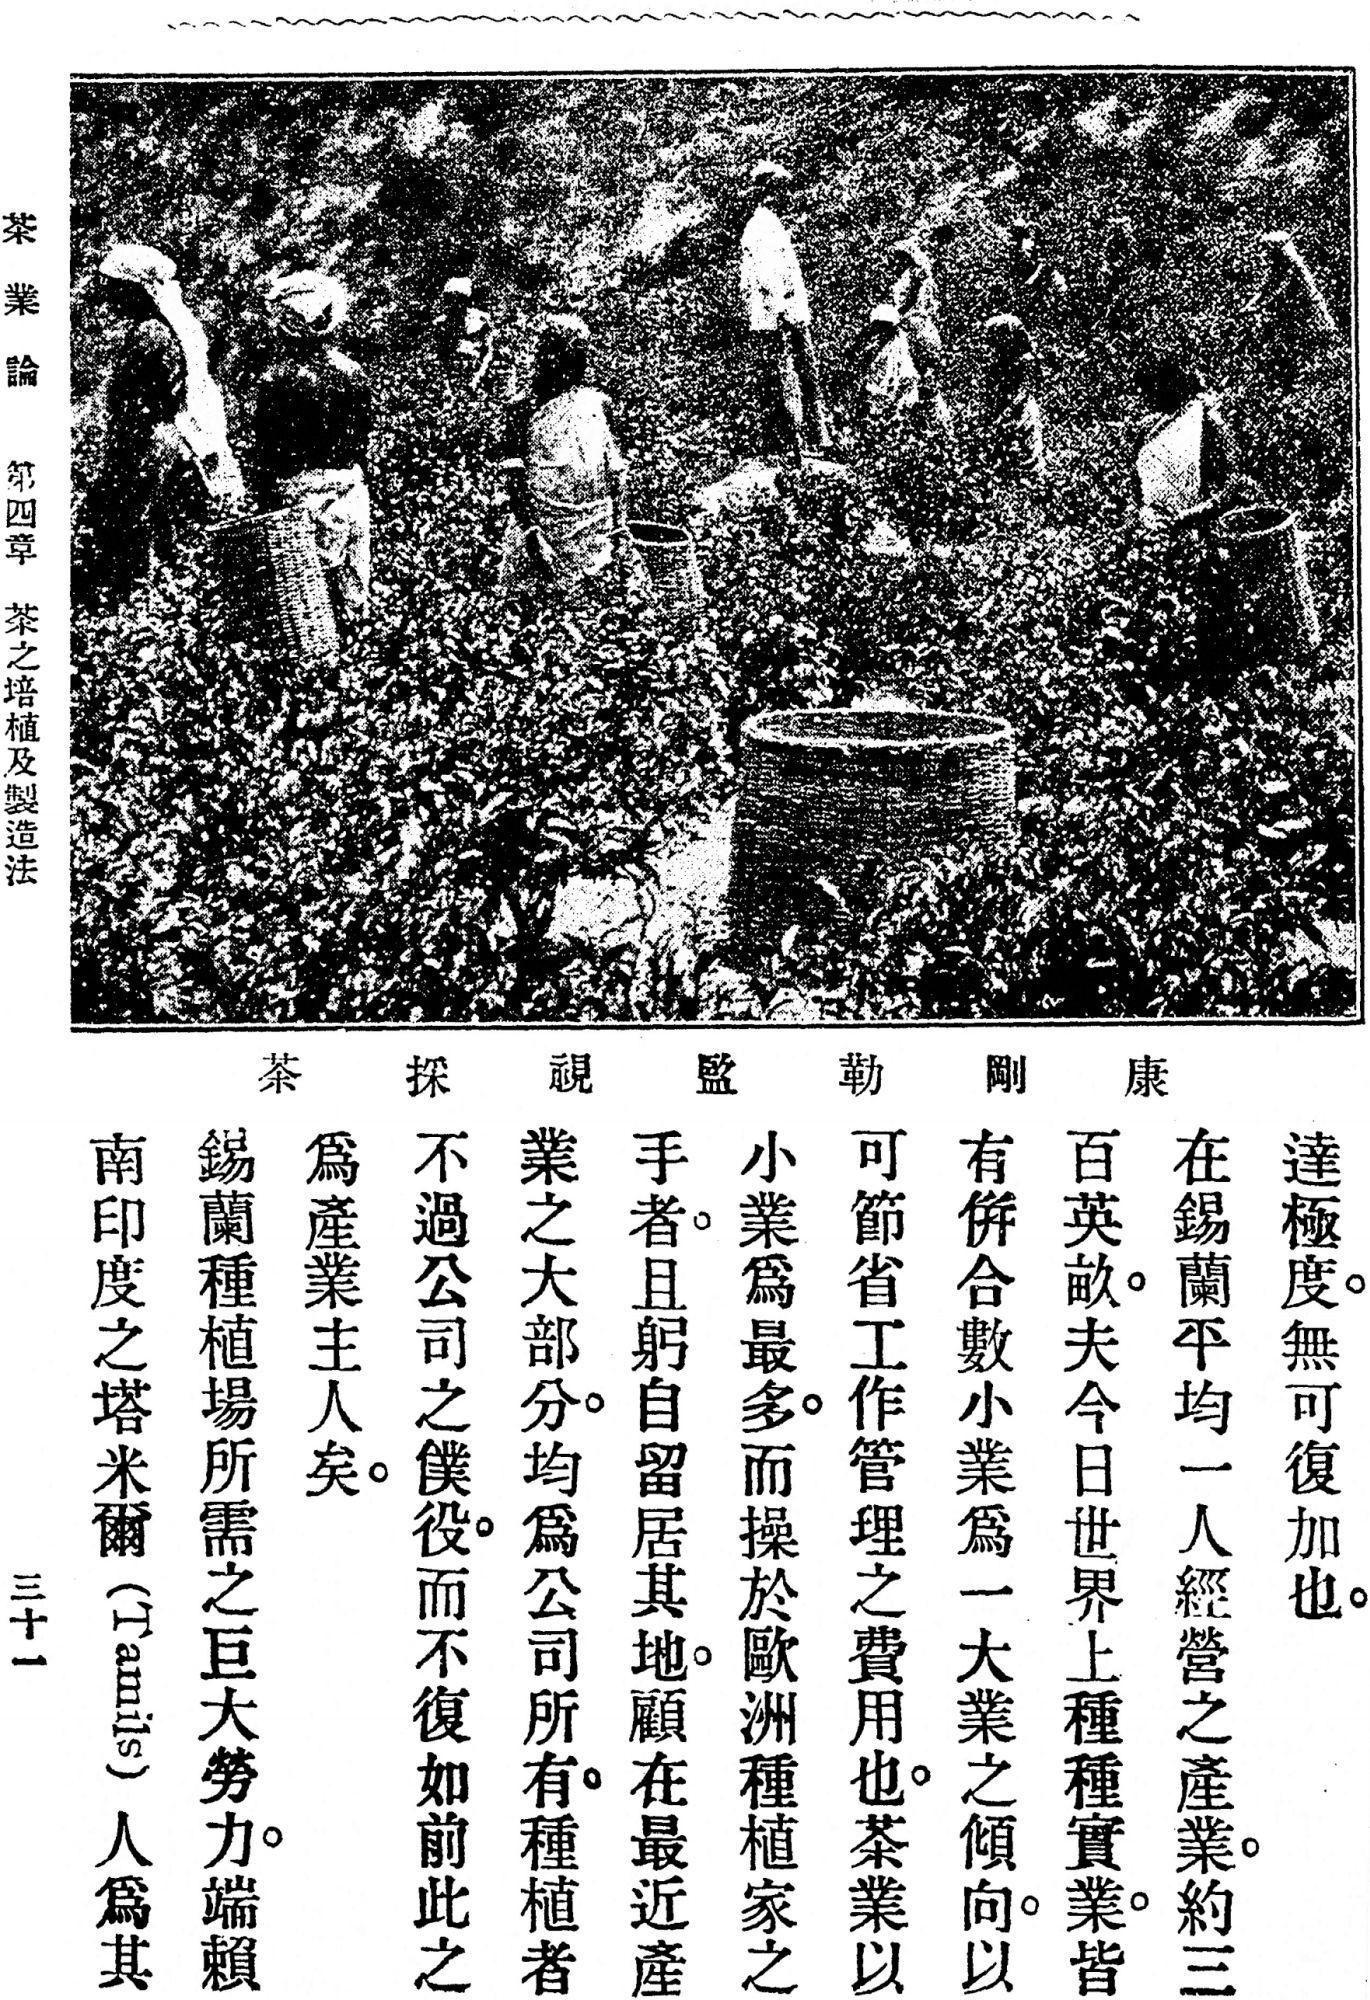 茶業論 第四章 茶之培植及製造法
康剛勒監視採茶
達極度。無可復加也。
在錫蘭平均一人經營之產業。約三
百英畝。夫今日世界上種種實業。皆
有併合數小業爲一大業之傾向。以
可節省工作管理之費用也。茶業以
小業爲最多。而操於歐洲種植家之
手者。且躬自留居其地。顧在最近產
業之大部分。均爲公司所有。種植者
不過公司之僕役。而不復如前此之
爲產業主人矣。
錫蘭種植場所需之巨大勞力。端賴
南印度之塔米爾（Tamils）人爲其
三十一